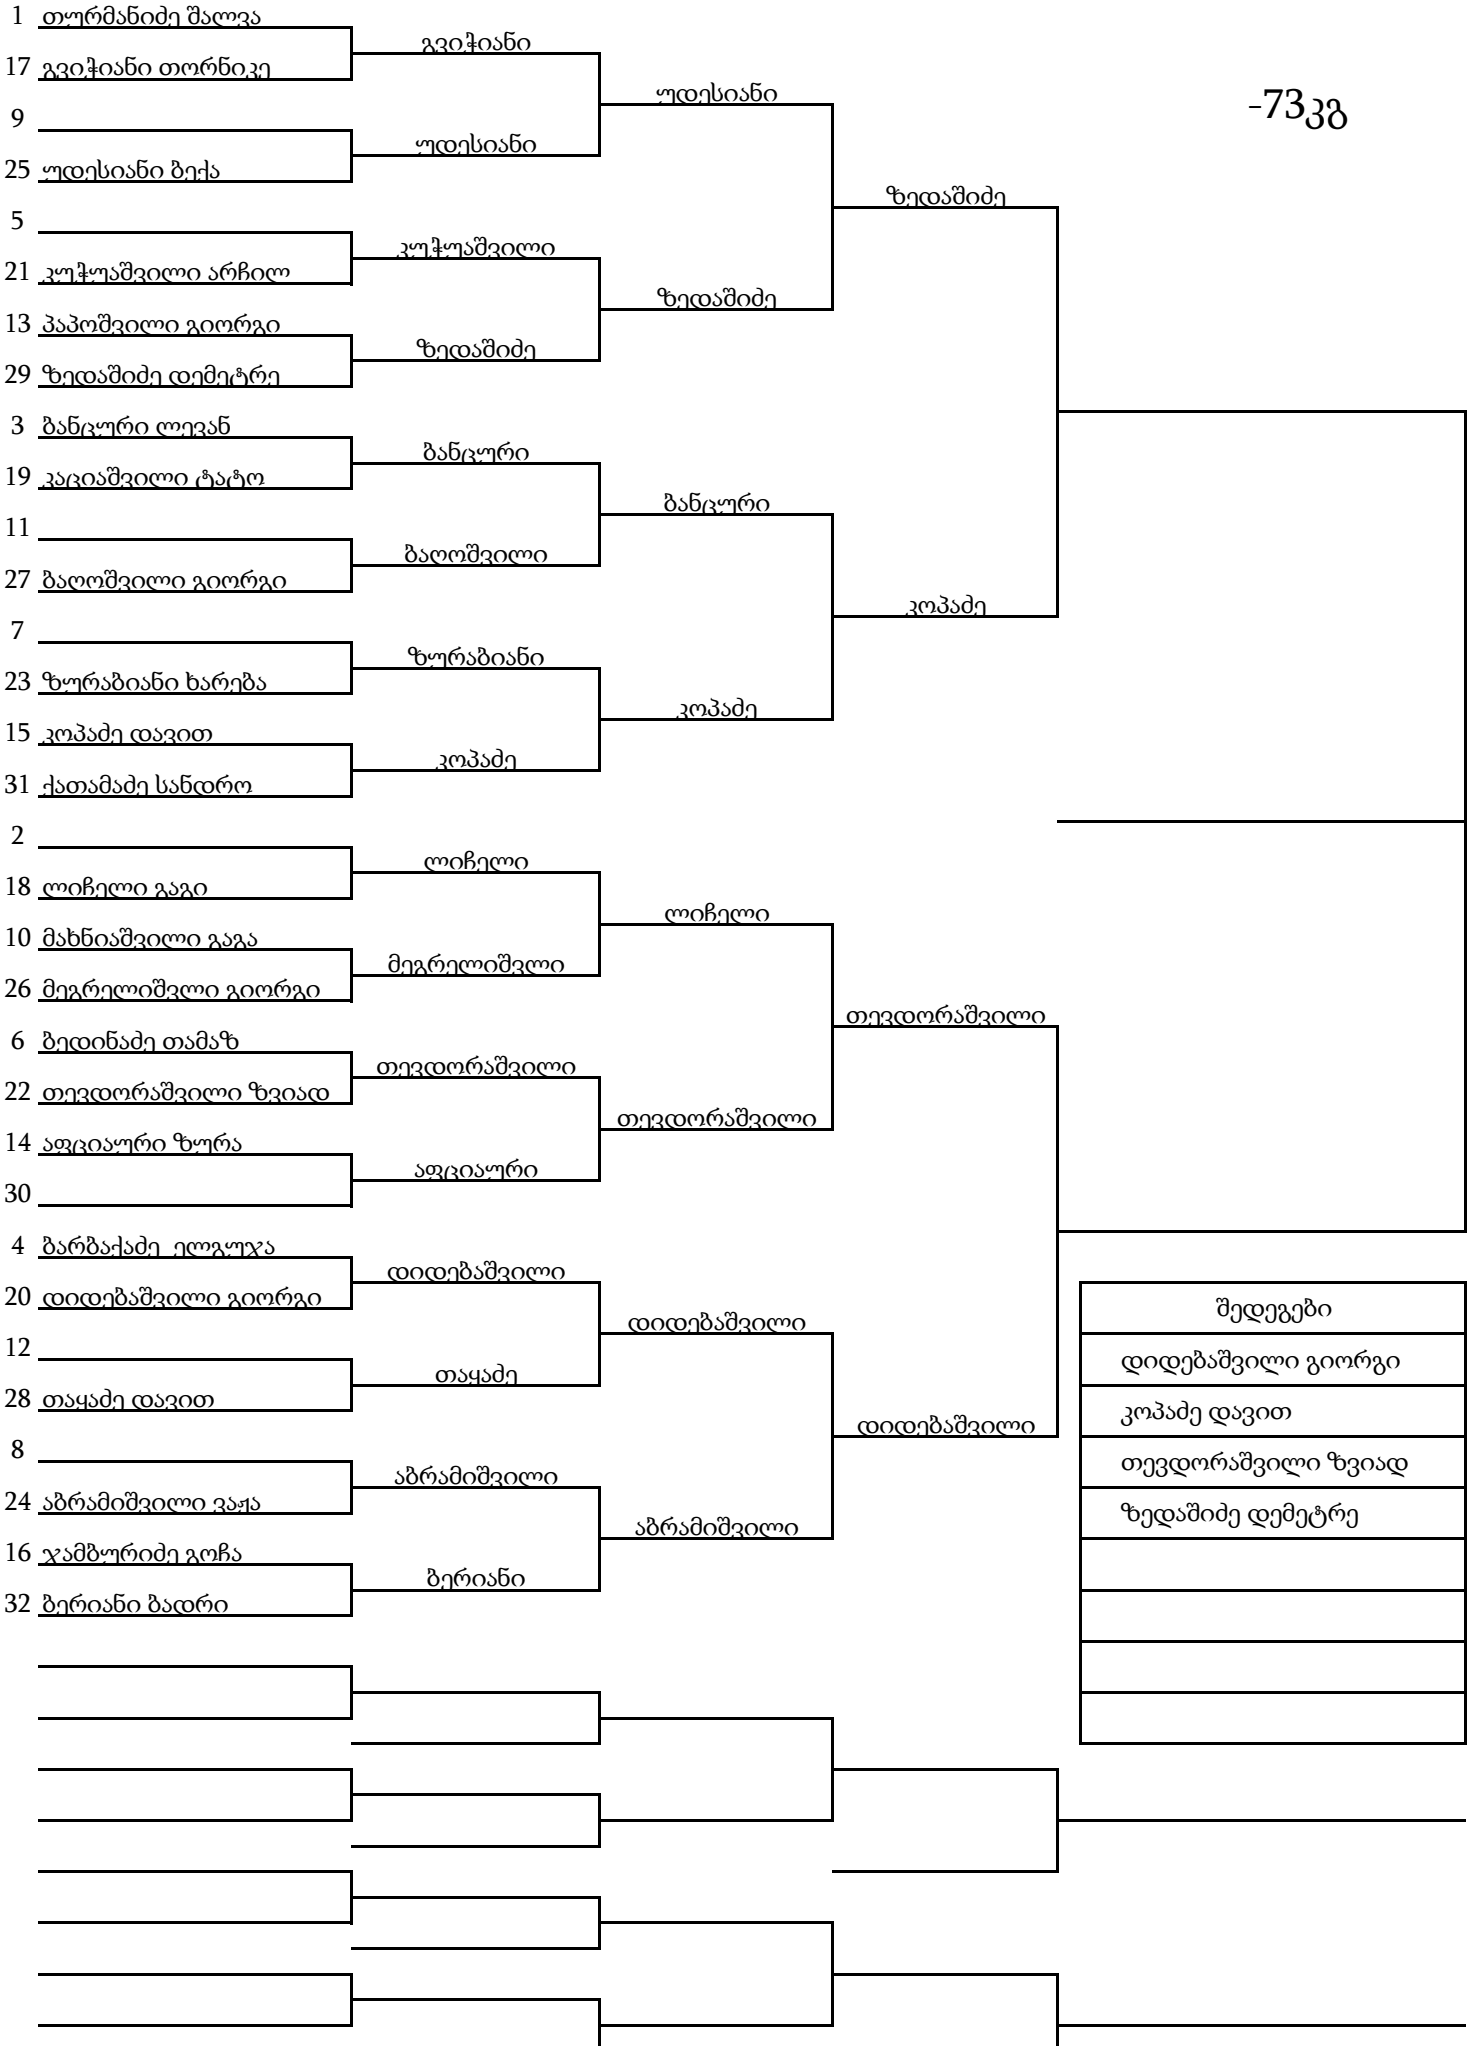 1 თურმანიძე შალვა
გვიჭიანი
17 გვიჭიანი თორნიკე
უდესიანი
-73კგ
9
უდესიანი
25 უდესიანი ბექა
ზედაშიძე
5
კუჭუაშვილი
21 კუჭუაშვილი არჩილ
ზედაშიძე
13 პაპოშვილი გიორგი
ზედაშიძე
29 ზედაშიძე დემეტრე
3 ბანცური ლევან
ბანცური
19 კაციაშვილი ტატო
ბანცური
11
ბაღოშვილი
27 ბაღოშვილი გიორგი
კოპაძე
7
ზურაბიანი
23 ზურაბიანი ხარება
კოპაძე
15 კოპაძე დავით
კოპაძე
31 ქათამაძე სანდრო
2
ლიჩელი
18 ლიჩელი გაგი
ლიჩელი
10 მახნიაშვილი გაგა
მეგრელიშვლი
26 მეგრელიშვლი გიორგი
თევდორაშვილი
6 ბედინაძე თამაზ
თევდორაშვილი
22 თევდორაშვილი ზვიად
თევდორაშვილი
14 აფციაური ზურა
აფციაური
30
4 ბარბაქაძე ელგუჯა
დიდებაშვილი
20 დიდებაშვილი გიორგი
შედეგები
დიდებაშვილი
12
დიდებაშვილი გიორგი
თაყაძე
28 თაყაძე დავით
კოპაძე დავით
დიდებაშვილი
8
თევდორაშვილი ზვიად
აბრამიშვილი
24 აბრამიშვილი ვაჟა
ზედაშიძე დემეტრე
აბრამიშვილი
16 ჯამბურიძე გოჩა
ბერიანი
32 ბერიანი ბადრი